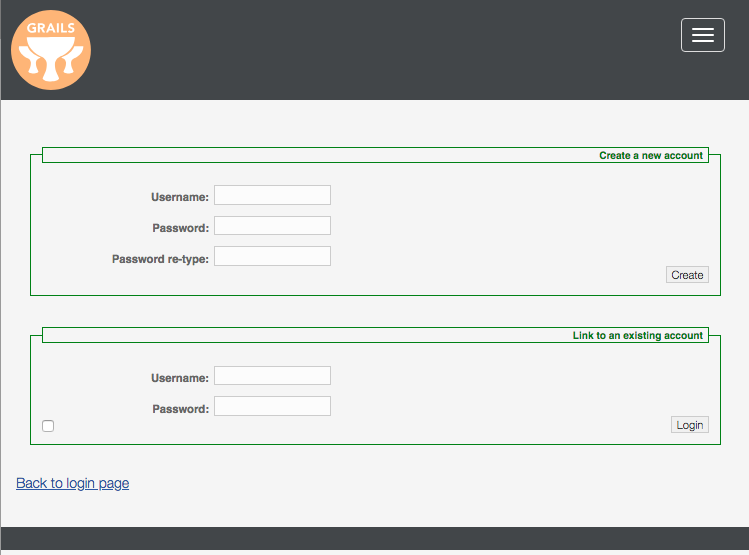 GRAILS
Create a new account
Username:
Password:
Password re-type:
Create
Link to an existing account
Username:
Password:
Login
Back to login page